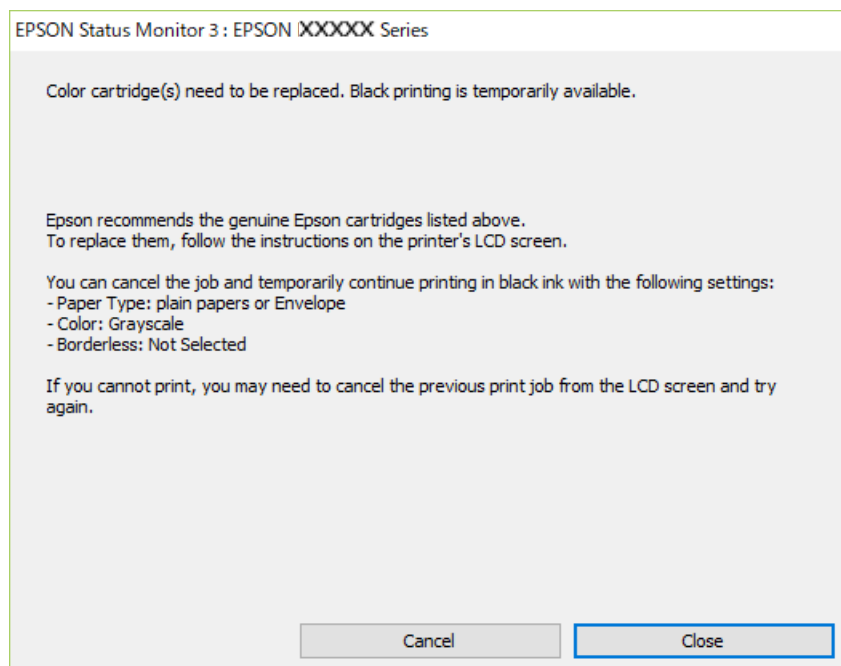 EPSON Status Monitor 3 : EPSON XXXXX Series
Color cartridge(s) need to be replaced. Black printing is temporarily available.
Epson recommends the genuine Epson cartridges listed above.
To replace them, follow the instructions on the printer's LCD screen.
You can cancel the job and temporarily continue printing in black ink with the following settings:
- Paper Type: plain papers or Envelope
- Color: Grayscale
- Borderless: Not Selected
If you cannot print, you may need to cancel the previous print job from the LCD screen and try
again.
Cancel
Close